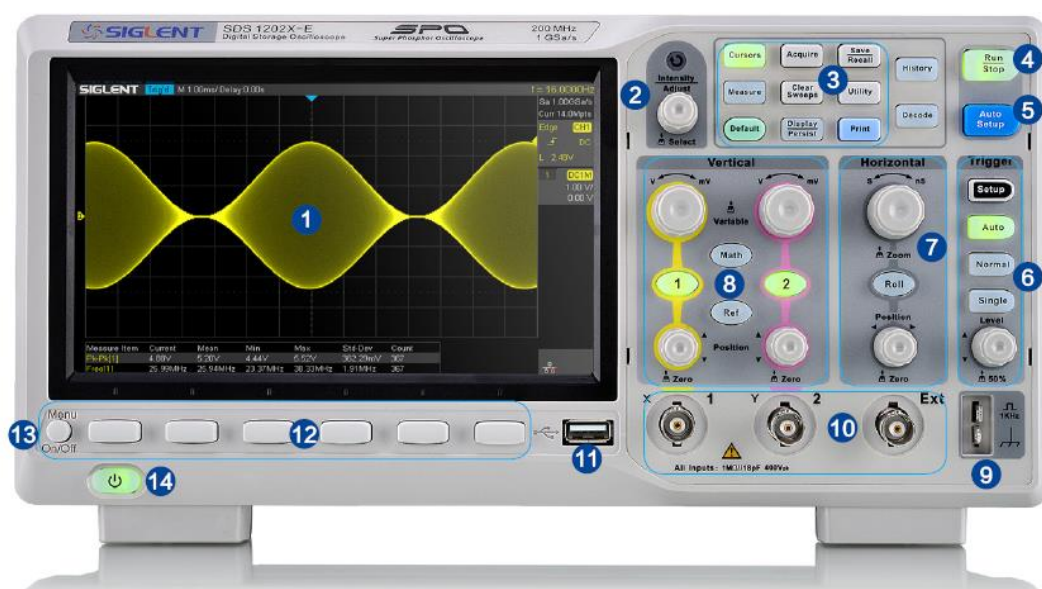 SIGLENT
SDS 1202X-E
Digital Storage Oscilloscope
SPO
Super Phosphor Oscilloscope
200 MHz
1 GSa/s
SIGLENT Trig'd M 1.00ms/ Delay:0.00s
f = 16.0000Hz
Sa 1.00GSa/s
Curr 14.0Mpts
Edge CH1
DC
L 2.40V
1 DC1M
1.00 V/
0.00 V
1
Measure Item Current Mean Min Max Std-Dev Count
Pk-Pk[1] 4.88V 5.20V 4.44V 5.52V 362.29mV 367
Freq[1] 25.99MHz 25.94MHz 23.37MHz 38.33MHz 1.91MHz 367
Intensity
Adjust
2
Select
Cursors
Acquire
Save
Recall
History
Measure
Clear
Sweeps
3
Utility
Decode
Default
Display
Persist
Print
Run
Stop
4
Auto
Setup
5
Vertical
V mV
V mV
Variable
Math
1
8
2
Ref
Position
Zero
Zero
Horizontal
S nS
Zoom
7
Roll
Position
Zero
Trigger
Setup
Auto
Normal
6
Single
Level
50%
X 1
Y 2
Ext
10
All Inputs: 1MΩ//18pF 400Vpk
1KHz
9
Menu
13
On/Off
12
11
14